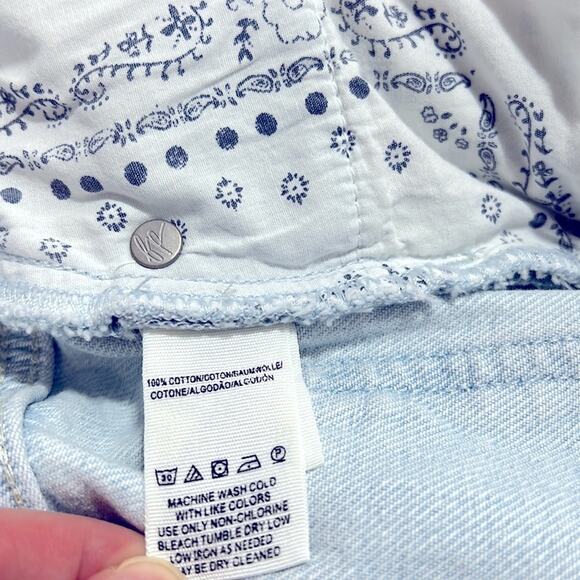 100% COTTON/COTON/BAUMWOLLE/
COTONE/ALGODÃO/ALGODÓN
30 P
MACHINE WASH COLD
WITH LIKE COLORS
USE ONLY NON-CHLORINE
BLEACH TUMBLE DRY LOW
LOW IRON AS NEEDED
MAY BE DRY CLEANED